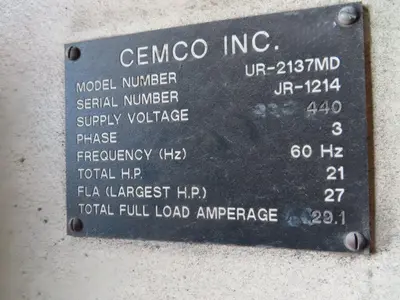 CEMCO INC.
MODEL NUMBER UR-2137MD
SERIAL NUMBER JR-1214
SUPPLY VOLTAGE 440
PHASE 3
FREQUENCY (Hz) 60 Hz
TOTAL H.P. 21
FLA (LARGEST H.P.) 27
TOTAL FULL LOAD AMPERAGE 29.1